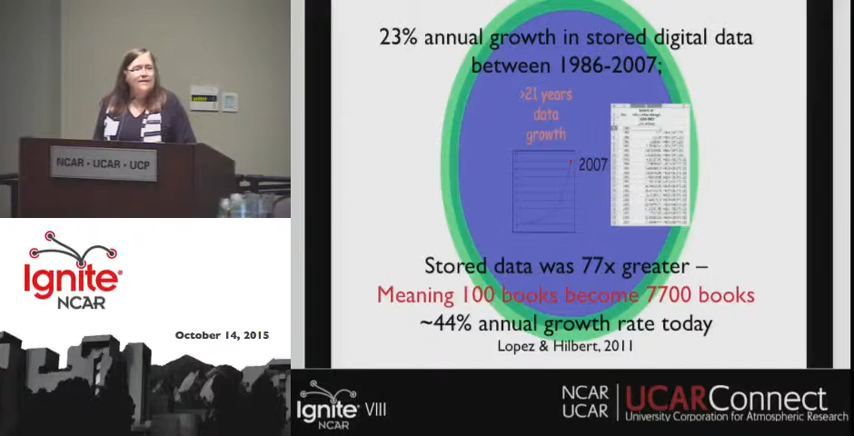 NCAR • UCAR • UCP
Ignite
NCAR
October 14, 2015
23% annual growth in stored digital data
between 1986-2007;
>21 years
data
growth
2007
Stored data was 77x greater –
Meaning 100 books become 7700 books
~44% annual growth rate today
Lopez & Hilbert, 2011
Ignite VIII
NCAR
NCAR
UCAR
UCARConnect
University Corporation for Atmospheric Research